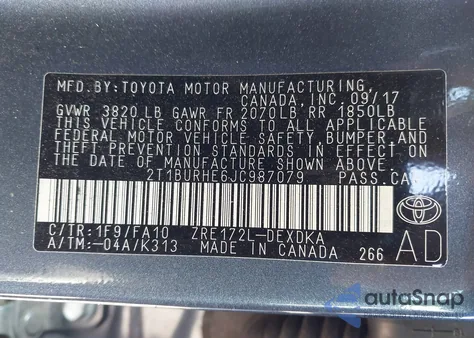 MFD. BY: TOYOTA MOTOR MANUFACTURING,
CANADA, INC. 09/17
GVWR 3820 LB GAWR FR 2070LB RR 1850LB
THIS VEHICLE CONFORMS TO ALL APPLICABLE
FEDERAL MOTOR VEHICLE SAFETY, BUMPER, AND
THEFT PREVENTION STANDARDS IN EFFECT ON
THE DATE OF MANUFACTURE SHOWN ABOVE.
2T1BURHE6JC987079 PASS. CAR
C/TR: 1F9/FA10 ZRE172L-DEXDKA
A/TM: -04A/K313 MADE IN CANADA 266
AD
autoSnap